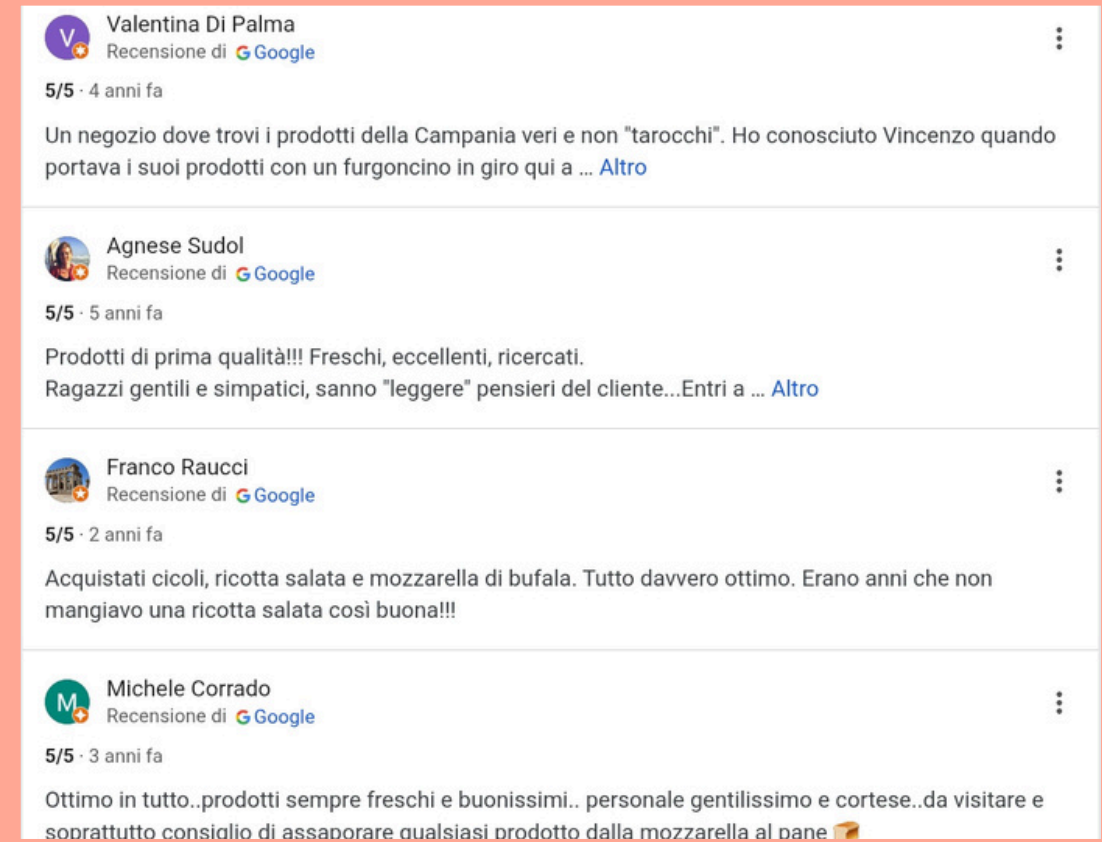 V
Valentina Di Palma
Recensione di Google
5/5 · 4 anni fa
Un negozio dove trovi i prodotti della Campania veri e non "tarocchi". Ho conosciuto Vincenzo quando
portava i suoi prodotti con un furgoncino in giro qui a ... Altro
Agnese Sudol
Recensione di Google
5/5 · 5 anni fa
Prodotti di prima qualità!!! Freschi, eccellenti, ricercati.
Ragazzi gentili e simpatici, sanno "leggere" pensieri del cliente...Entri a ... Altro
Franco Raucci
Recensione di Google
5/5 · 2 anni fa
Acquistati cicoli, ricotta salata e mozzarella di bufala. Tutto davvero ottimo. Erano anni che non
mangiavo una ricotta salata così buona!!!
M
Michele Corrado
Recensione di Google
5/5 · 3 anni fa
Ottimo in tutto..prodotti sempre freschi e buonissimi.. personale gentilissimo e cortese..da visitare e
soprattutto consiglio di assaporare qualsiasi prodotto dalla mozzarella al pane 🍞